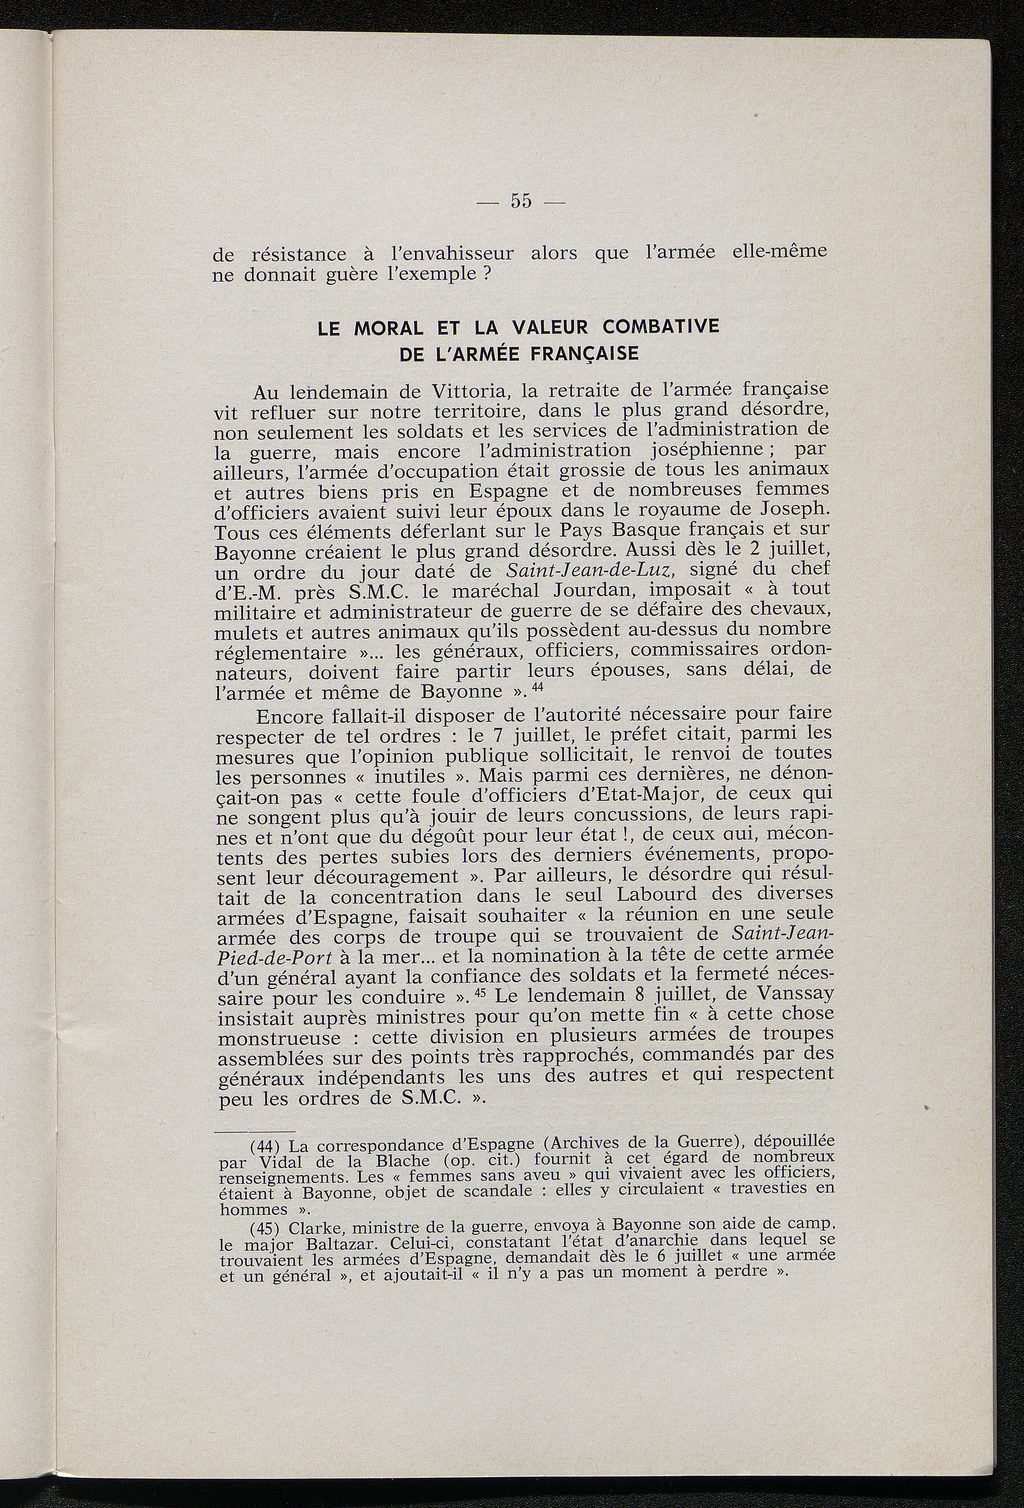 — 55 —
de résistance à l'envahisseur alors que l'armée elle-même
ne donnait guère l'exemple ?
LE MORAL ET LA VALEUR COMBATIVE
DE L'ARMÉE FRANÇAISE
Au lendemain de Vittoria, la retraite de l'armée française
vit refluer sur notre territoire, dans le plus grand désordre,
non seulement les soldats et les services de l'administration de
la guerre, mais encore l'administration joséphienne ; par
ailleurs, l'armée d'occupation était grossie de tous les animaux
et autres biens pris en Espagne et de nombreuses femmes
d'officiers avaient suivi leur époux dans le royaume de Joseph.
Tous ces éléments déferlant sur le Pays Basque français et sur
Bayonne créaient le plus grand désordre. Aussi dès le 2 juillet,
un ordre du jour daté de Saint-Jean-de-Luz, signé du chef
d'E.-M. près S.M.C. le maréchal Jourdan, imposait « à tout
militaire et administrateur de guerre de se défaire des chevaux,
mulets et autres animaux qu'ils possèdent au-dessus du nombre
réglementaire »... les généraux, officiers, commissaires ordon-
nateurs, doivent faire partir leurs épouses, sans délai, de
l'armée et même de Bayonne ». 44
Encore fallait-il disposer de l'autorité nécessaire pour faire
respecter de tel ordres : le 7 juillet, le préfet citait, parmi les
mesures que l'opinion publique sollicitait, le renvoi de toutes
les personnes « inutiles ». Mais parmi ces dernières, ne dénon-
çait-on pas « cette foule d'officiers d'Etat-Major, de ceux qui
ne songent plus qu'à jouir de leurs concussions, de leurs rapi-
nes et n'ont que du dégoût pour leur état !, de ceux qui, mécon-
tents des pertes subies lors des derniers événements, propo-
sent leur découragement ». Par ailleurs, le désordre qui résul-
tait de la concentration dans le seul Labourd des diverses
armées d'Espagne, faisait souhaiter « la réunion en une seule
armée des corps de troupe qui se trouvaient de Saint-Jean-
Pied-de-Port à la mer... et la nomination à la tête de cette armée
d'un général ayant la confiance des soldats et la fermeté néces-
saire pour les conduire ». 45 Le lendemain 8 juillet, de Vanssay
insistait auprès ministres pour qu'on mette fin « à cette chose
monstrueuse : cette division en plusieurs armées de troupes
assemblées sur des points très rapprochés, commandés par des
généraux indépendants les uns des autres et qui respectent
peu les ordres de S.M.C. ».
(44) La correspondance d'Espagne (Archives de la Guerre), dépouillée
par Vidal de la Blache (op. cit.) fournit à cet égard de nombreux
renseignements. Les « femmes sans aveu » qui vivaient avec les officiers,
étaient à Bayonne, objet de scandale : elles y circulaient « travesties en
hommes ».
(45) Clarke, ministre de la guerre, envoya à Bayonne son aide de camp,
le major Baltazar. Celui-ci, constatant l'état d'anarchie dans lequel se
trouvaient les armées d'Espagne, demandait dès le 6 juillet « une armée
et un général », et ajoutait-il « il n'y a pas un moment à perdre ».